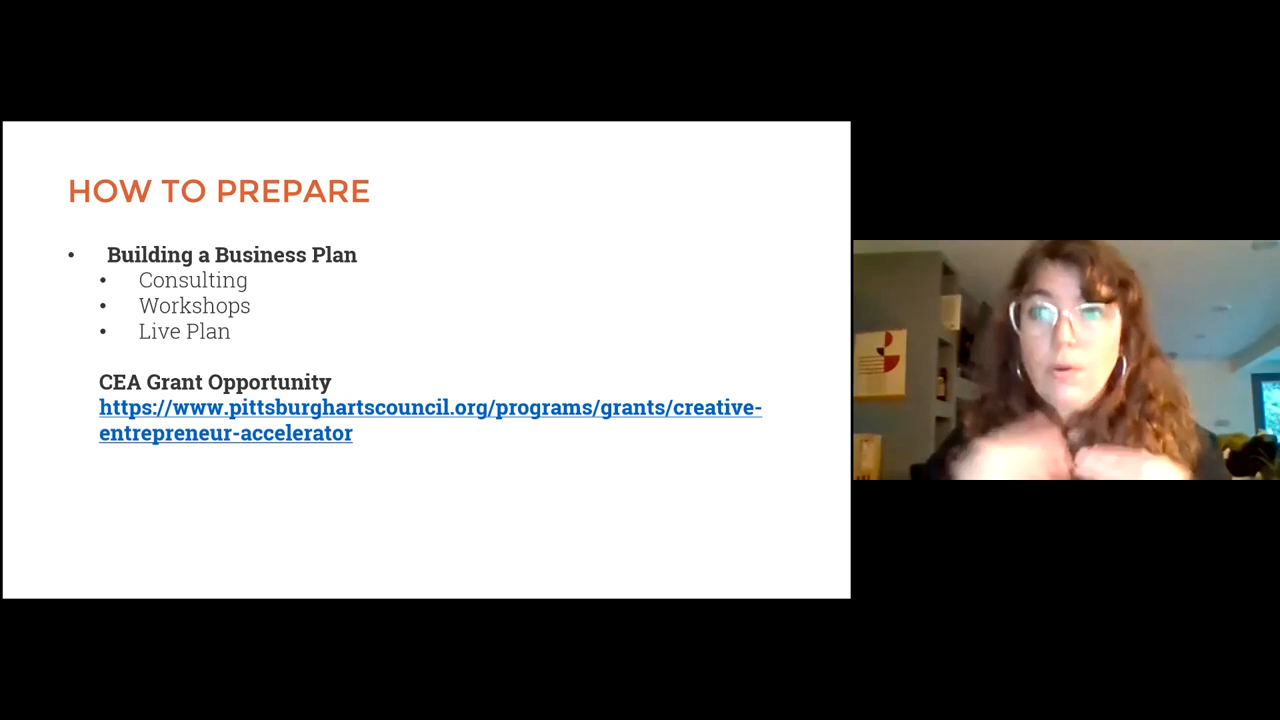 HOW TO PREPARE
• Building a Business Plan
• Consulting
• Workshops
• Live Plan
CEA Grant Opportunity
https://www.pittsburghartscouncil.org/programs/grants/creative-
entrepreneur-accelerator